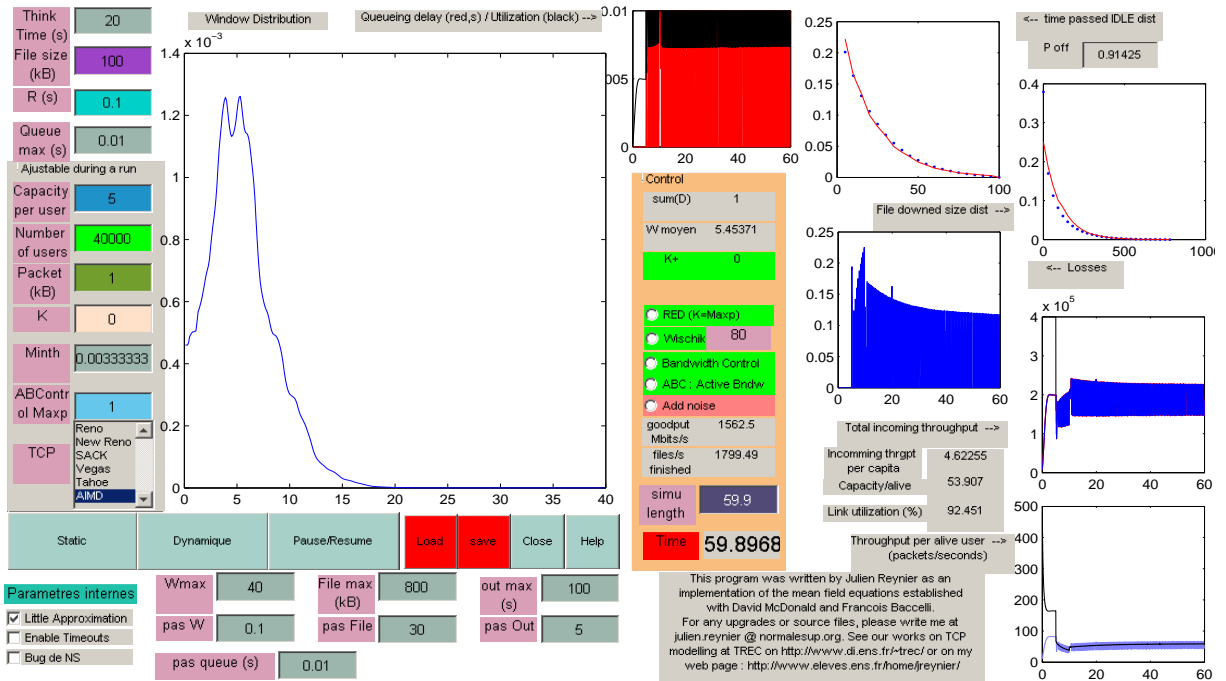 Think
Time (s)
20
File size
(kB)
100
R (s)
0.1
Queue
max (s)
0.01
Ajustable during a run
Capacity
per user
5
Number
of users
40000
Packet
(kB)
1
K
0
Minth
0.00333333
ABContr
ol Maxp
1
TCP
Reno
New Reno
SACK
Vegas
Tahoe
AIMD
Window Distribution
x 10⁻³
1.4
1.2
1
0.8
0.6
0.4
0.2
0
0 5 10 15 20 25 30 35 40
Queueing delay (red,s) / Utilization (black) -->
0.01
005
0
0 20 40 60
0.25
0.2
0.15
0.1
0.05
0
0 50 100
<-- time passed IDLE dist
P off
0.91425
0.4
0.3
0.2
0.1
0
0 500 1000
File downed size dist -->
0.25
0.2
0.15
0.1
0.05
0
0 20 40 60
<-- Losses
x 10⁵
4
3
2
1
0
0 20 40 60
Total incoming throughput -->
Incomming thrgpt
per capita
4.62255
Capacity/alive
53.907
Link utilization (%)
92.451
Throughput per alive user -->
(packets/seconds)
500
400
300
200
100
0
0 20 40 60
Control
sum(D) 1
W moyen 5.45371
K+ 0
RED (K=Maxp)
Wischik 80
Bandwidth Control
ABC : Active Bndw
Add noise
goodput
Mbits/s
1562.5
files/s
finished
1799.49
simu
length
59.9
Time 59.8968
Static
Dynamique
Pause/Resume
Load
save
Close
Help
Parametres internes
Little Approximation
Enable Timeouts
Bug de NS
Wmax
40
File max
(kB)
800
out max
(s)
100
pas W
0.1
pas File
30
pas Out
5
pas queue (s)
0.01
This program was written by Julien Reynier as an
implementation of the mean field equations established
with David McDonald and Francois Baccelli.
For any upgrades or source files, please write me at
julien.reynier @ normalesup.org. See our works on TCP
modelling at TREC on http://www.di.ens.fr/~trec/ or on my
web page : http://www.eleves.ens.fr/home/jreynier/